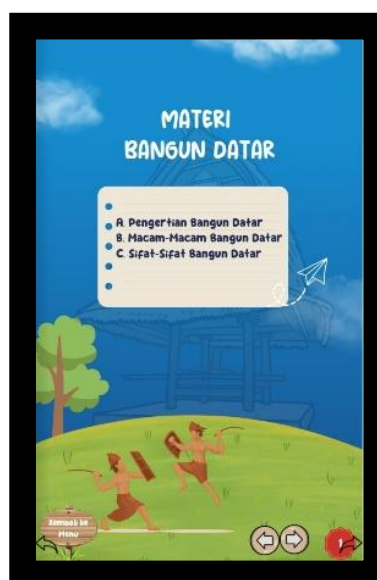 MATERI
BANGUN DATAR
A. Pengertian Bangun Datar
B. Macam-Macam Bangun Datar
C. Sifat-Sifat Bangun Datar
Kembali ke
Menu
1